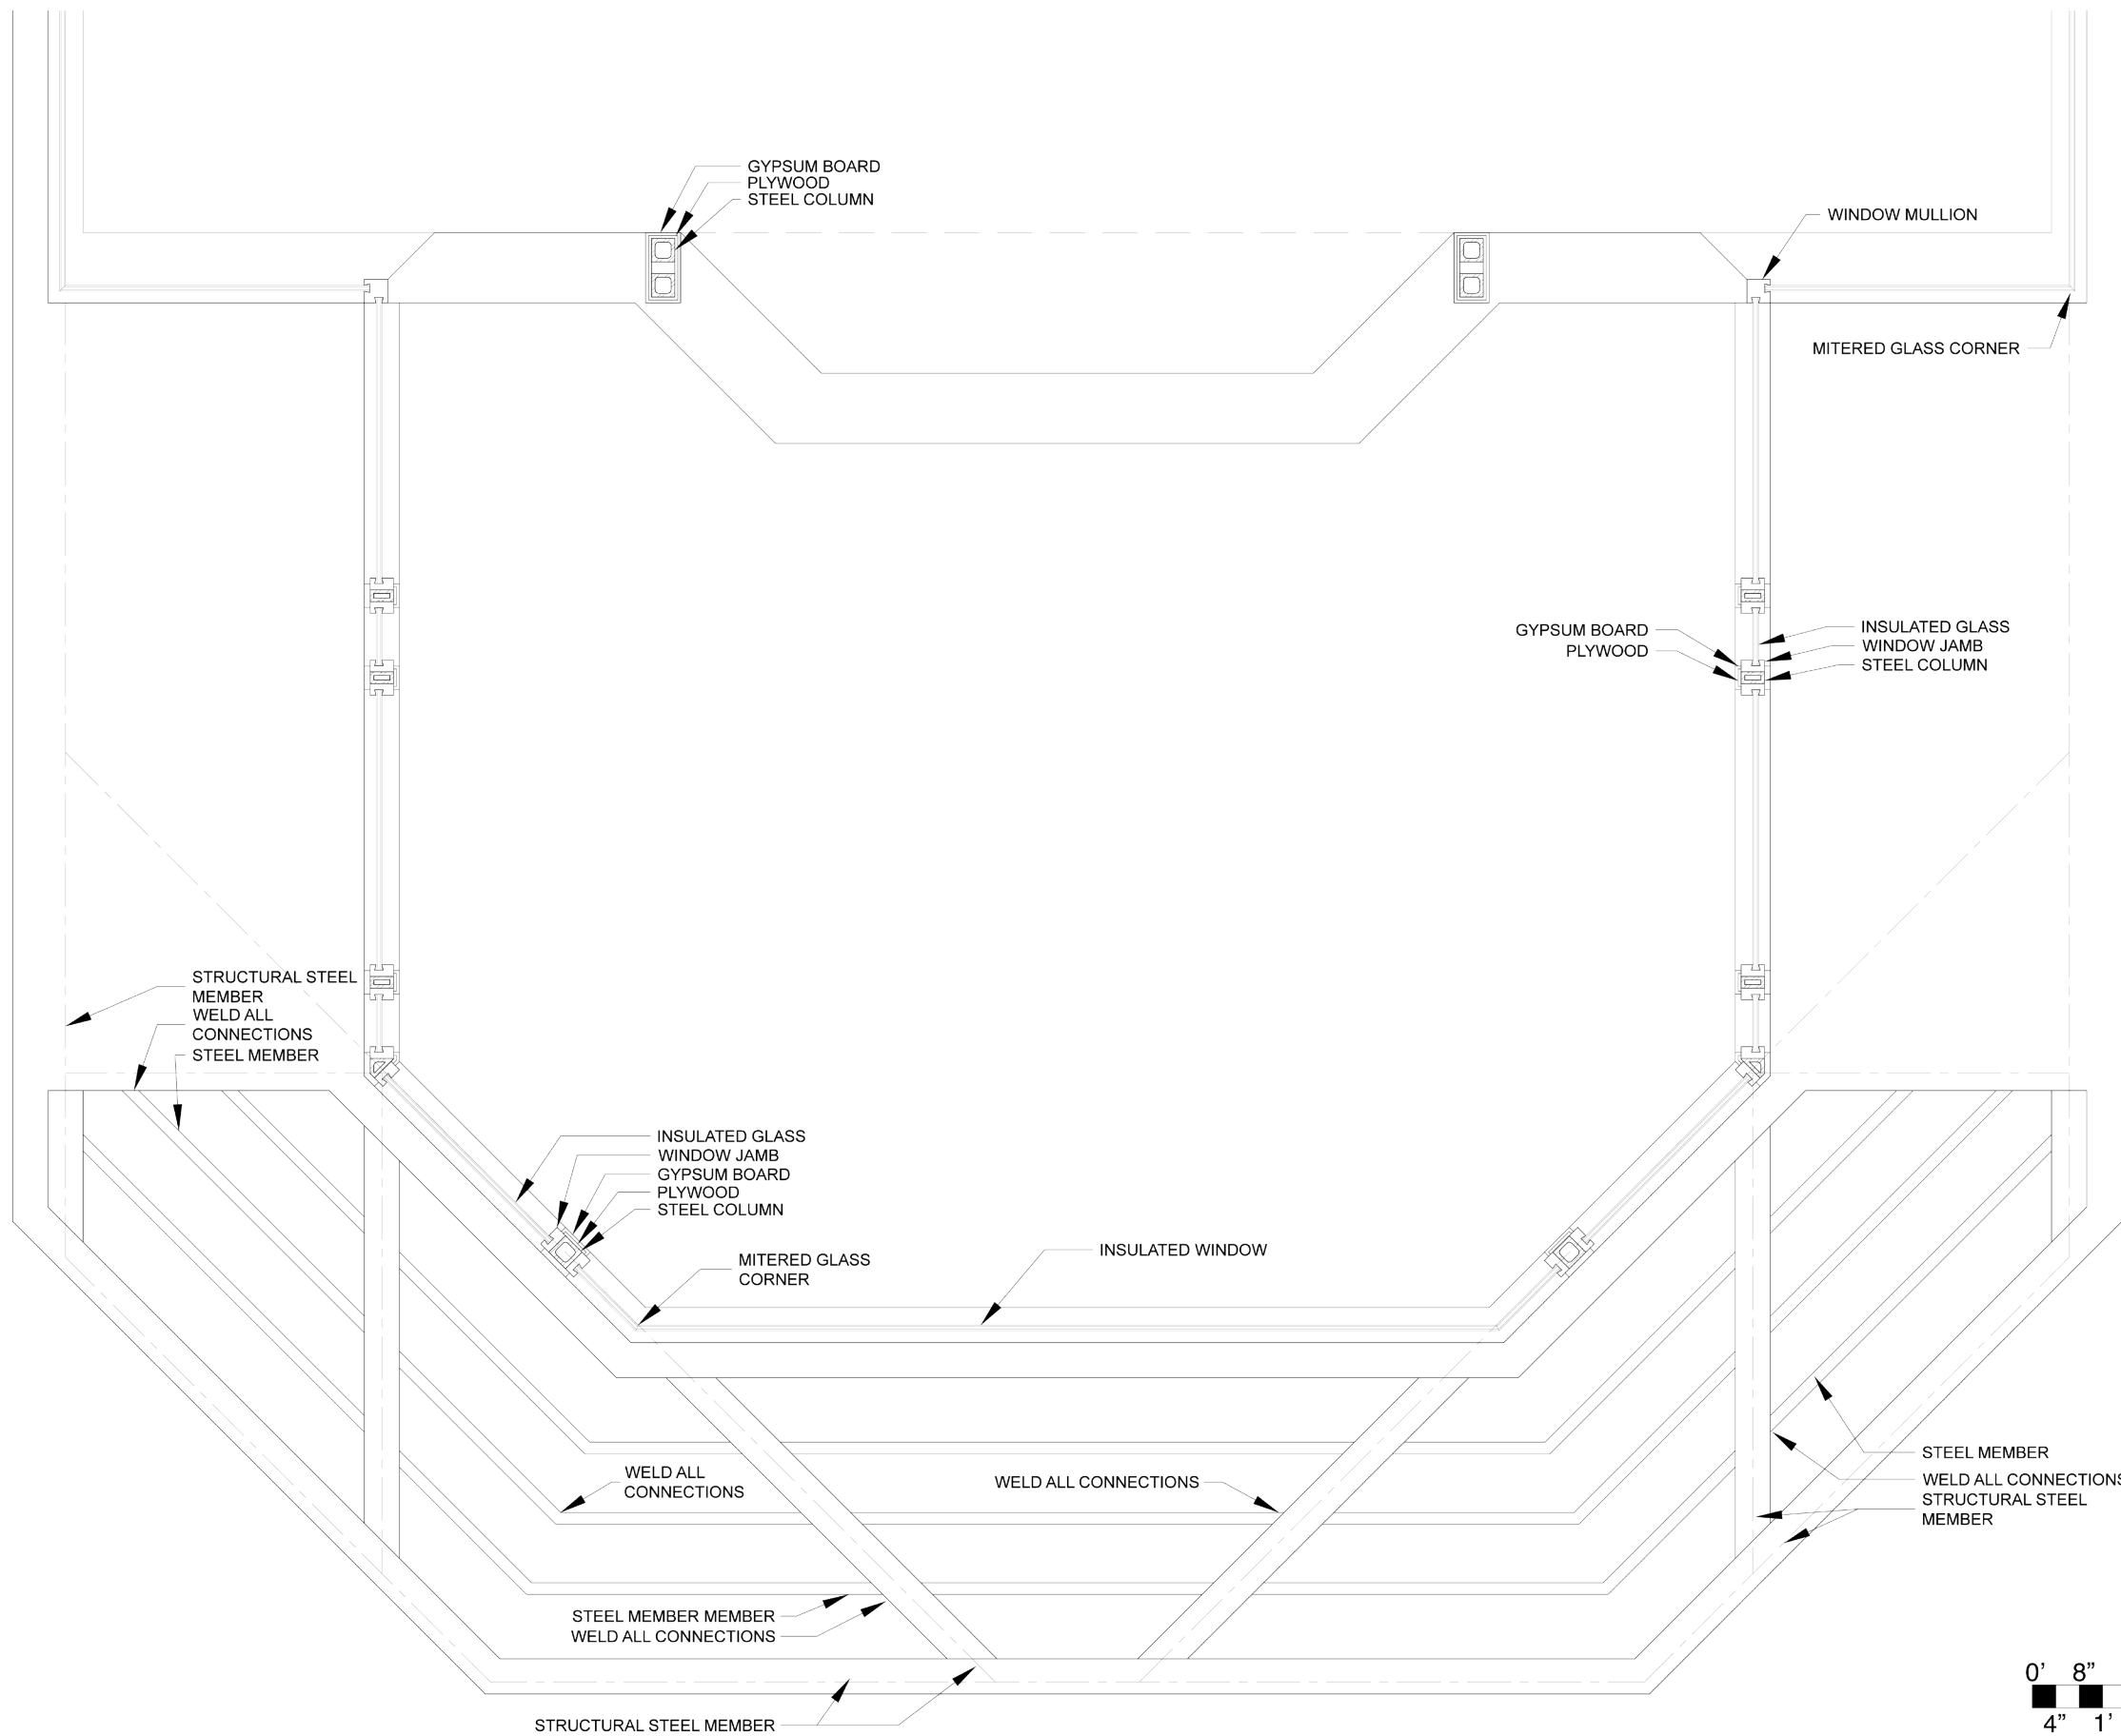 GYPSUM BOARD
PLYWOOD
STEEL COLUMN
WINDOW MULLION
MITERED GLASS CORNER
GYPSUM BOARD
PLYWOOD
INSULATED GLASS
WINDOW JAMB
STEEL COLUMN
STRUCTURAL STEEL
MEMBER
WELD ALL
CONNECTIONS
STEEL MEMBER
INSULATED GLASS
WINDOW JAMB
GYPSUM BOARD
PLYWOOD
STEEL COLUMN
MITERED GLASS
CORNER
INSULATED WINDOW
WELD ALL
CONNECTIONS
WELD ALL CONNECTIONS
STEEL MEMBER
WELD ALL CONNECTIONS
STRUCTURAL STEEL
MEMBER
STEEL MEMBER MEMBER
WELD ALL CONNECTIONS
STRUCTURAL STEEL MEMBER
0’ 8”
4” 1’